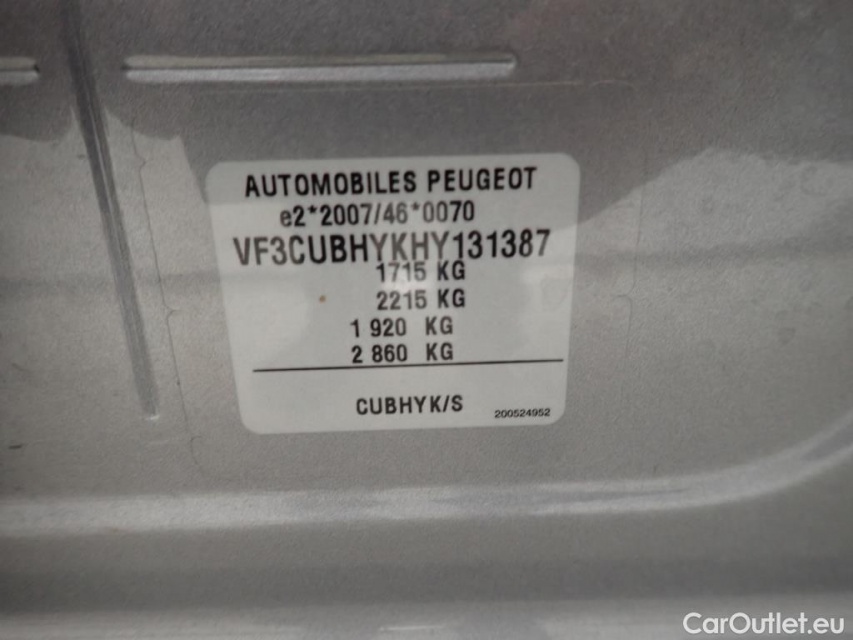 AUTOMOBILES PEUGEOT
e2*2007/46*0070
VF3CUBHYKHY131387
1715 KG
2215 KG
1 920 KG
2 860 KG
CUBHYK/S
200524952
CarOutlet.eu